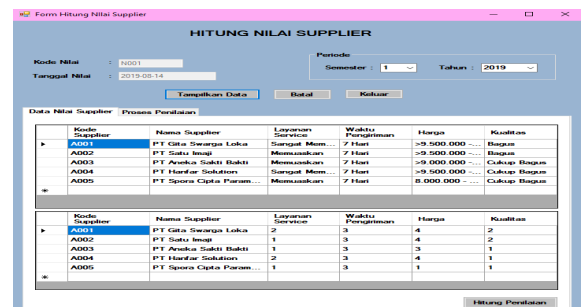 Form Hitung NIlai Supplier
HITUNG NILAI SUPPLIER
Periode
Kode Nilai : N001
Semester : 1 Tahun : 2019
Tanggal Nilai : 2019-08-14
Tampilkan Data Batal Keluar
Data Nilai Supplier Proses Penilaian
Kode Supplier Nama Supplier Layanan Service Waktu Pengiriman Harga Kualitas
A001 PT Gita Swarga Loka Sangat Mem... 7 Hari >9.500.000 -... Bagus
A002 PT Satu Imaji Memuaskan 7 Hari >9.500.000 -... Bagus
A003 PT Aneka Sakti Bakti Memuaskan 7 Hari >9.000.000 -... Cukup Bagus
A004 PT Hanfar Solution Sangat Mem... 7 Hari >9.500.000 -... Cukup Bagus
A005 PT Spora Cipta Param... Memuaskan 7 Hari 8.000.000 - ... Cukup Bagus
Kode Supplier Nama Supplier Layanan Service Waktu Pengiriman Harga Kualitas
A001 PT Gita Swarga Loka 2 3 4 2
A002 PT Satu Imaji 1 3 4 2
A003 PT Aneka Sakti Bakti 1 3 3 1
A004 PT Hanfar Solution 2 3 4 1
A005 PT Spora Cipta Param... 1 3 1 1
Hitung Penilaian